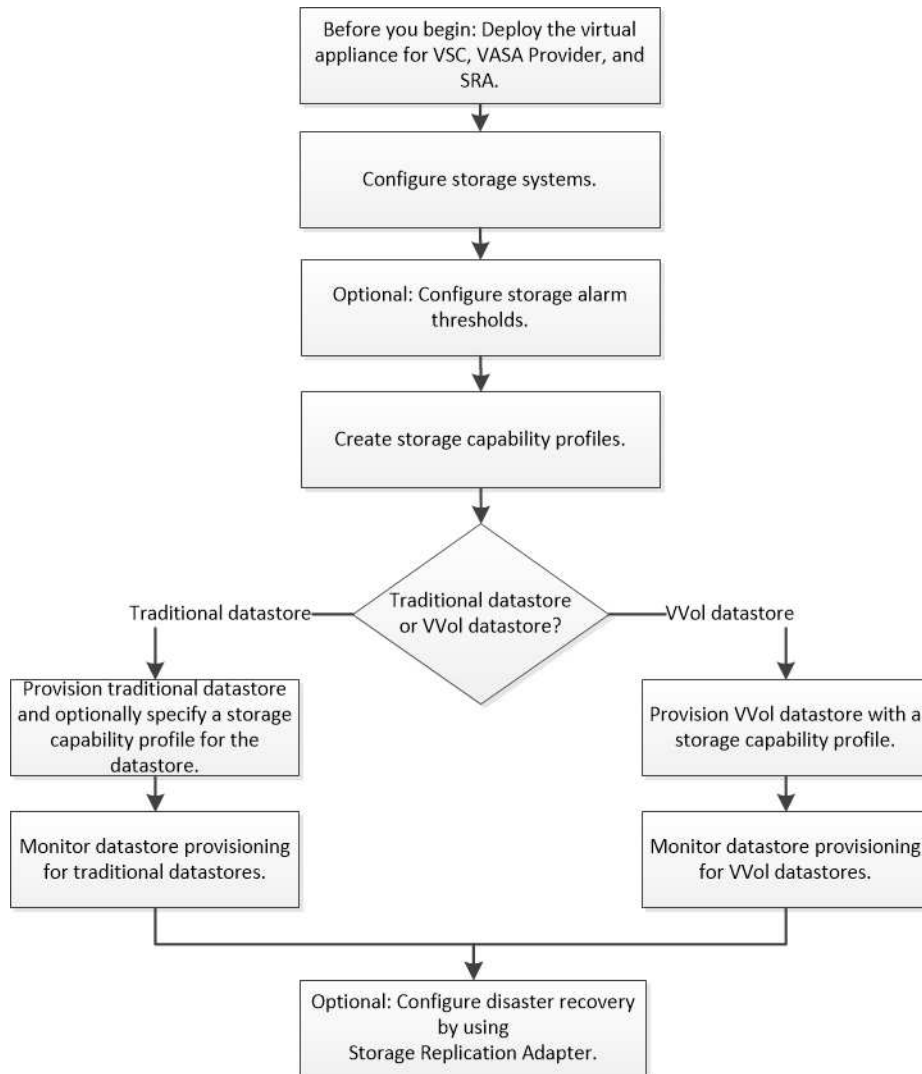 Before you begin: Deploy the virtual
appliance for VSC, VASA Provider, and
SRA.
Configure storage systems.
Optional: Configure storage alarm
thresholds.
Create storage capability profiles.
Traditional datastore
or VVol datastore?
Traditional datastore
VVol datastore
Provision traditional datastore
and optionally specify a storage
capability profile for the
datastore.
Provision VVol datastore with a
storage capability profile.
Monitor datastore provisioning
for traditional datastores.
Monitor datastore provisioning
for VVol datastores.
Optional: Configure disaster recovery
by using
Storage Replication Adapter.